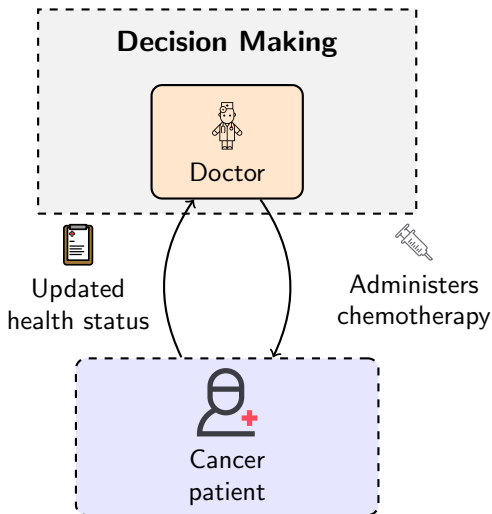 Decision Making
Doctor
Updated
health status
Administers
chemotherapy
Cancer
patient